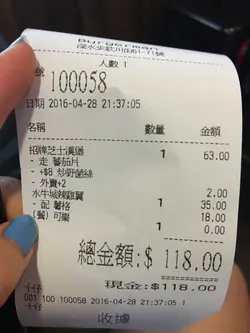 Burgerman
人數 1
號 100058
日期 2016-04-28 21:37:05
名稱 數量 金額
招牌芝士漢堡 1 63.00
- 走 蕃茄片
- +$8 炒野菌絲
- 外賣+2 2.00
水牛城辣雞翼 1 35.00
- 配 薯格 18.00
(餐) 可樂 1 0.00
總金額:$ 118.00
現金:$118.00
001 100 100058 2016-04-28 21:37:05
收據